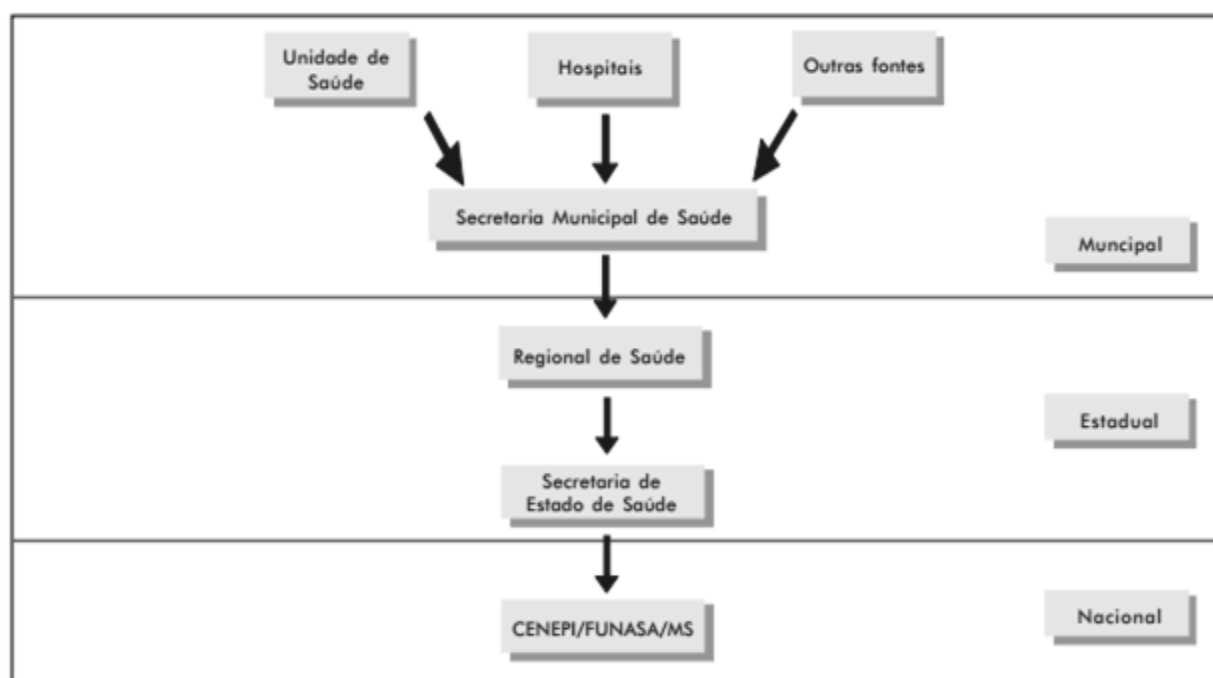 Unidade de
Saúde
Hospitais
Outras fontes
Secretaria Municipal de Saúde
Muncipal
Regional de Saúde
Estadual
Secretaria de
Estado de Saúde
CENEPI/FUNASA/MS
Nacional